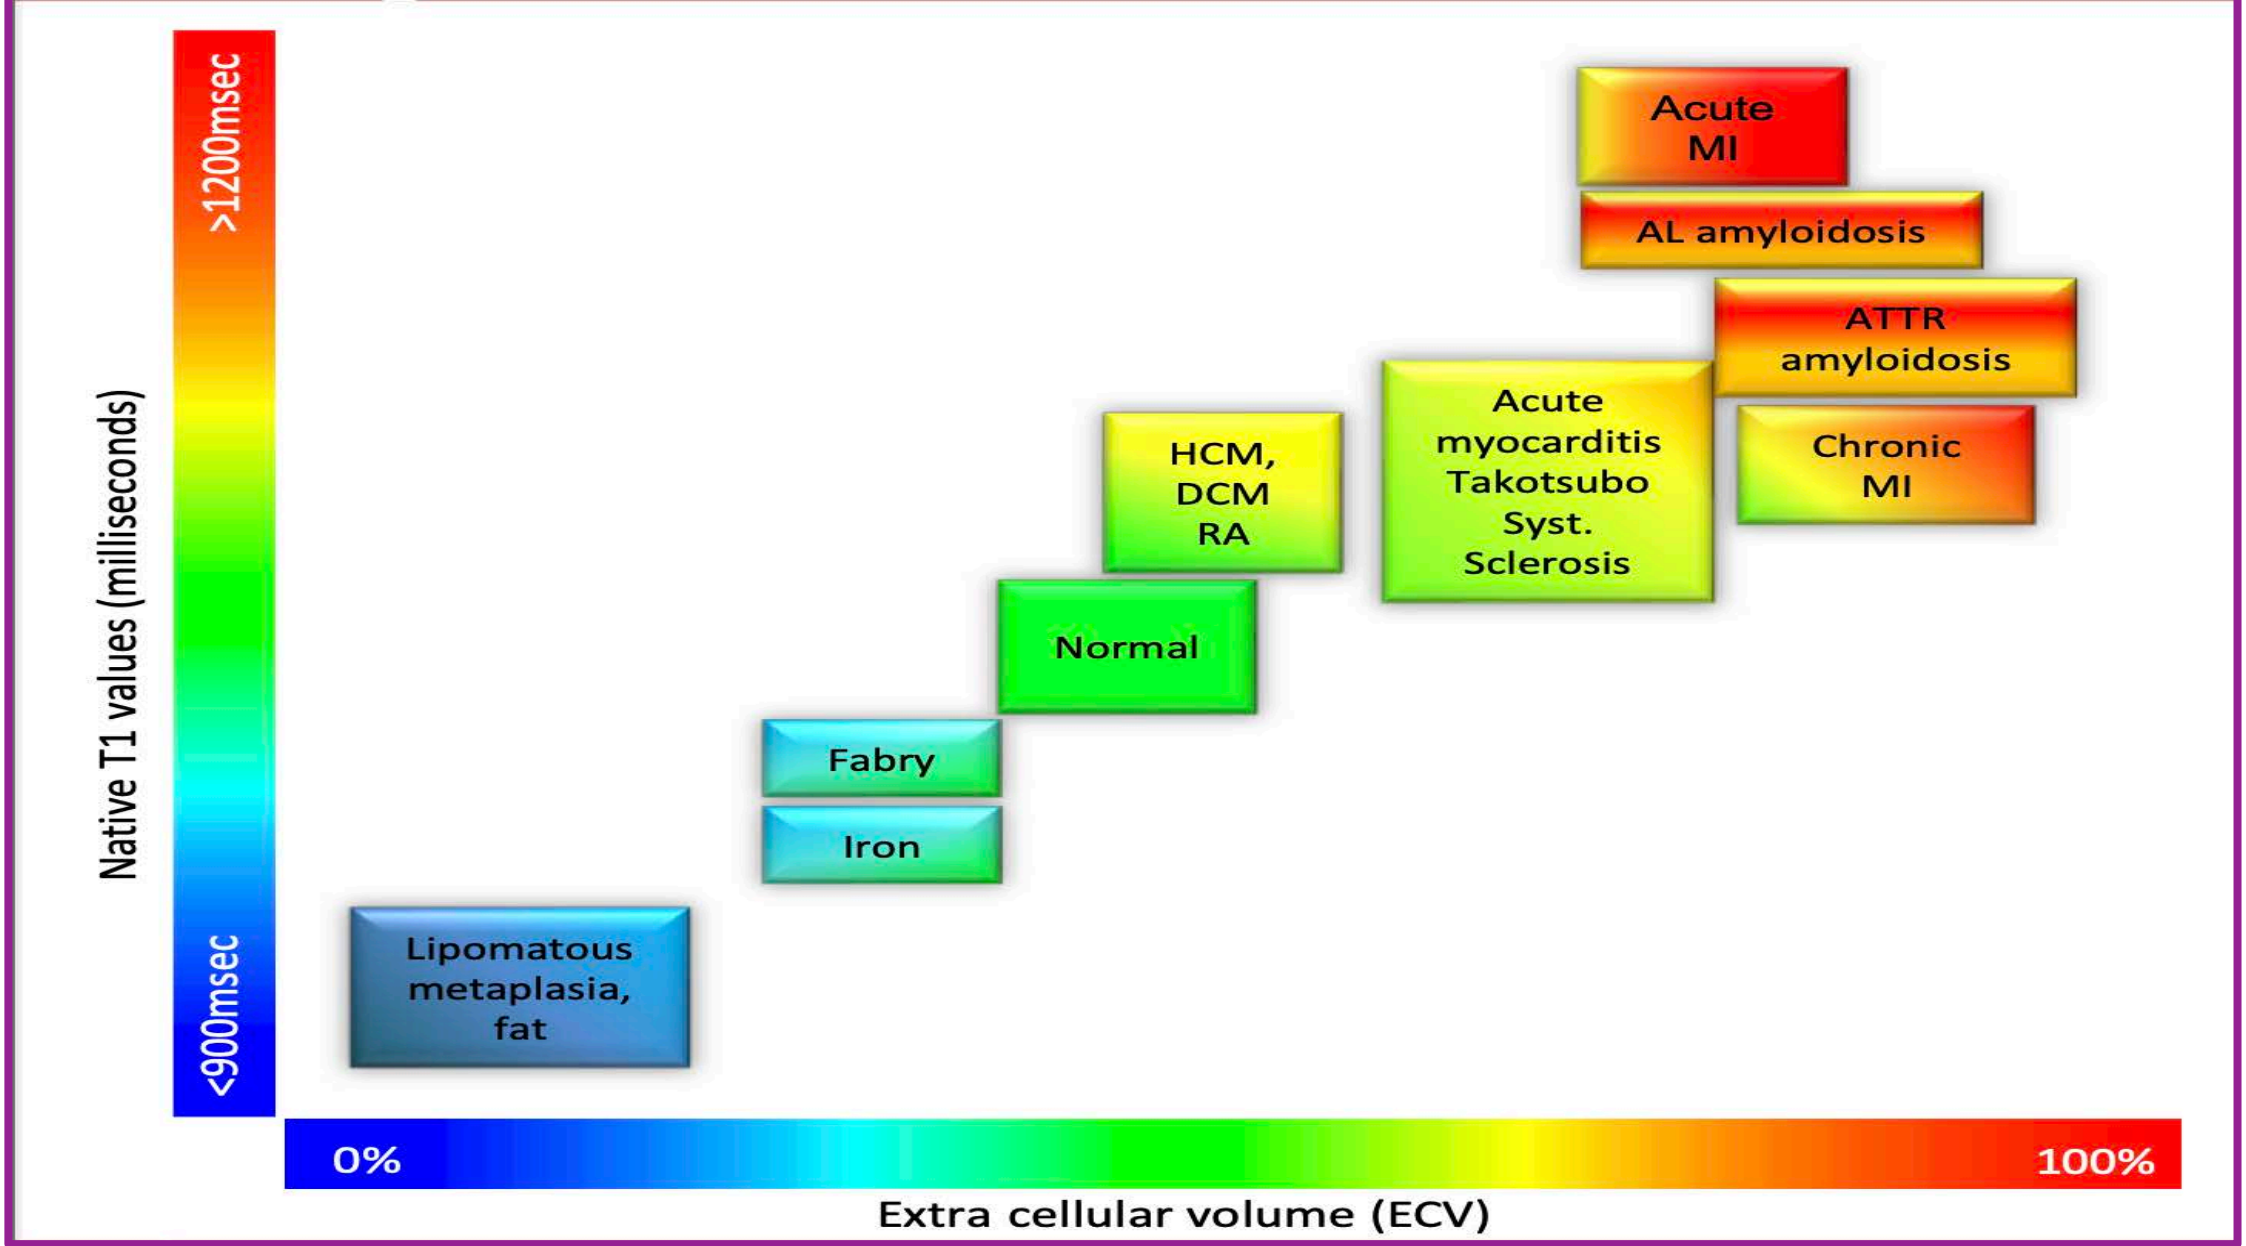 >1200msec
Native T1 values (milliseconds)
<900msec
Acute
MI
AL amyloidosis
ATTR
amyloidosis
Chronic
MI
Acute
myocarditis
Takotsubo
Syst.
Sclerosis
HCM,
DCM
RA
Normal
Fabry
Iron
Lipomatous
metaplasia,
fat
0%
100%
Extra cellular volume (ECV)